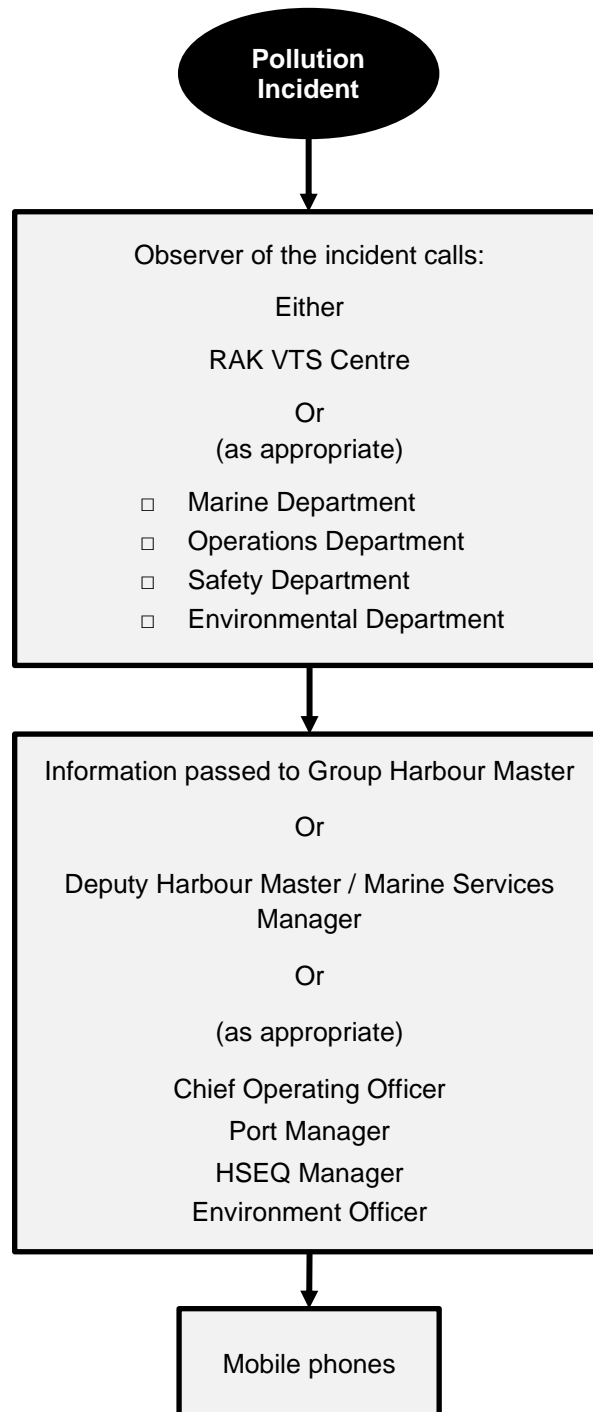 Pollution
Incident
Observer of the incident calls:
Either
RAK VTS Centre
Or
(as appropriate)
□ Marine Department
□ Operations Department
□ Safety Department
□ Environmental Department
Information passed to Group Harbour Master
Or
Deputy Harbour Master / Marine Services
Manager
Or
(as appropriate)
Chief Operating Officer
Port Manager
HSEQ Manager
Environment Officer
Mobile phones